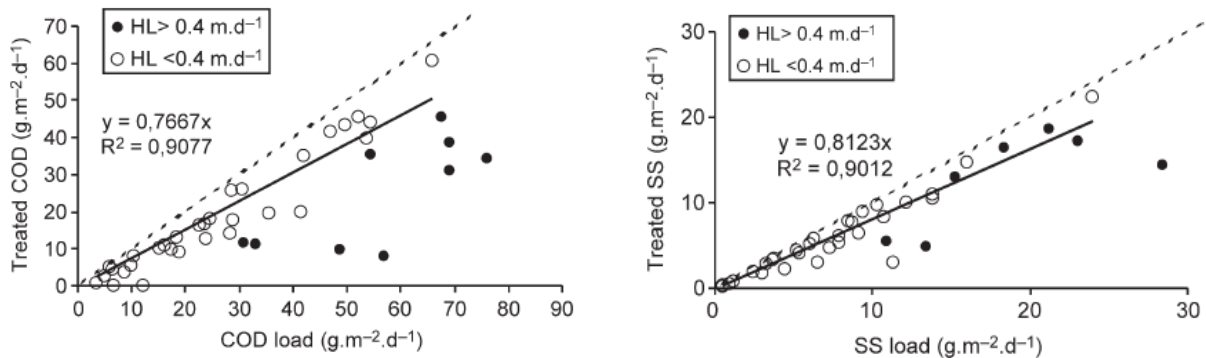 70
60
50
40
30
20
10
0
Treated COD (g.m⁻².d⁻¹)
HL> 0.4 m.d⁻¹
HL <0.4 m.d⁻¹
y = 0,7667x
R² = 0,9077
0 10 20 30 40 50 60 70 80 90
COD load (g.m⁻².d⁻¹)
30
20
10
0
Treated SS (g.m⁻².d⁻¹)
HL> 0.4 m.d⁻¹
HL <0.4 m.d⁻¹
y = 0,8123x
R² = 0,9012
0 10 20 30
SS load (g.m⁻².d⁻¹)